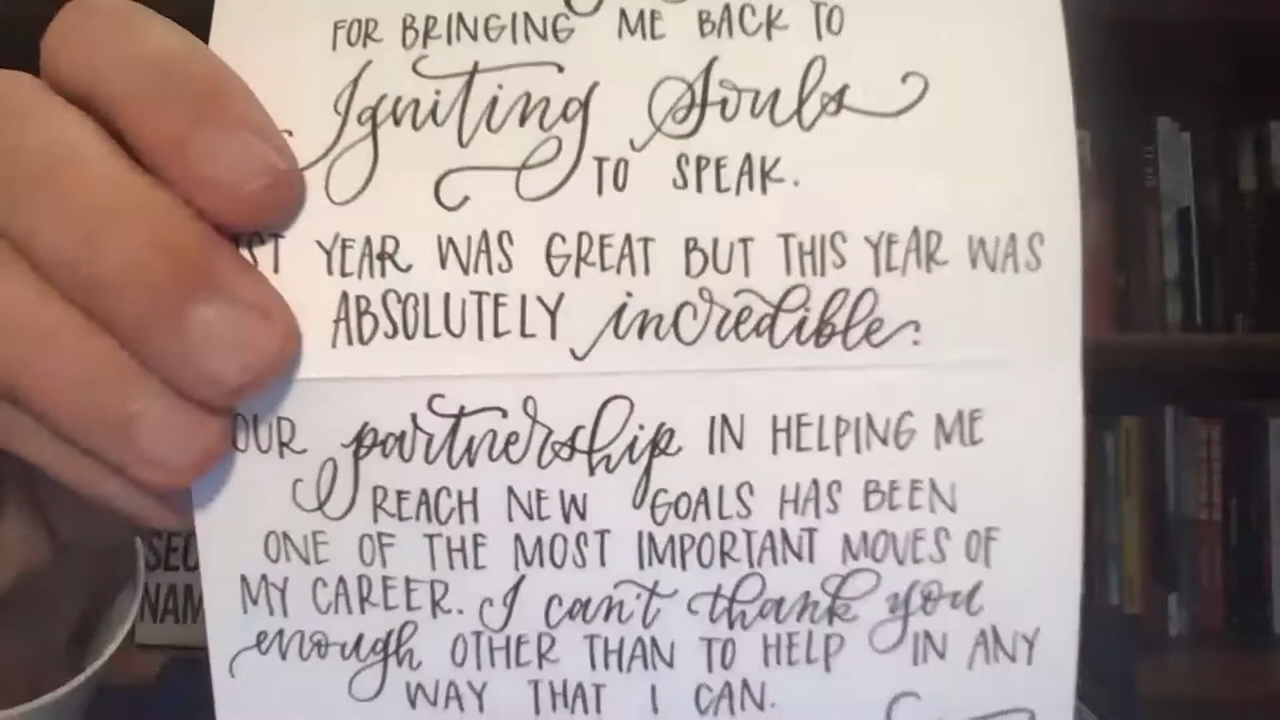 FOR BRINGING ME BACK TO
Igniting Souls
TO SPEAK.
YEAR WAS GREAT BUT THIS YEAR WAS
ABSOLUTELY incredible.
OUR partnership IN HELPING ME
REACH NEW GOALS HAS BEEN
ONE OF THE MOST IMPORTANT MOVES OF
MY CAREER. I can't thank you
enough OTHER THAN TO HELP IN ANY
WAY THAT I CAN.